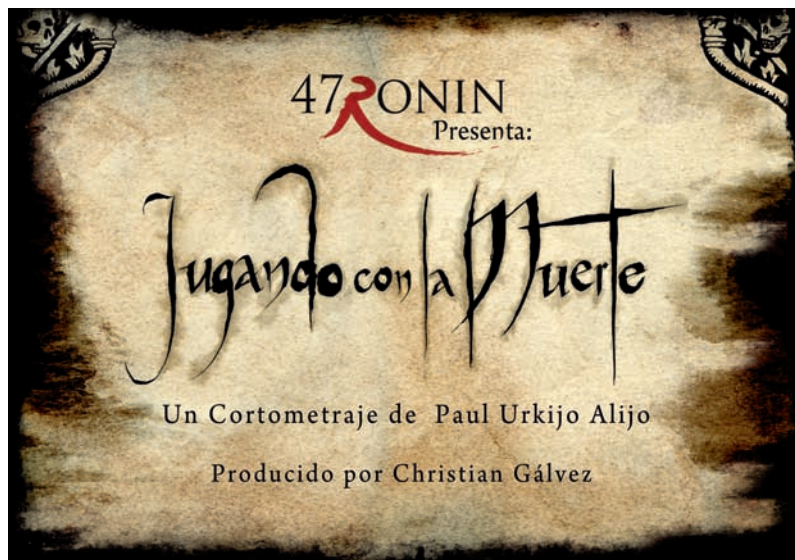 47RONIN
Presenta:
Jugando con la Muerte
Un Cortometraje de Paul Urkijo Alijo
Producido por Christian Gálvez